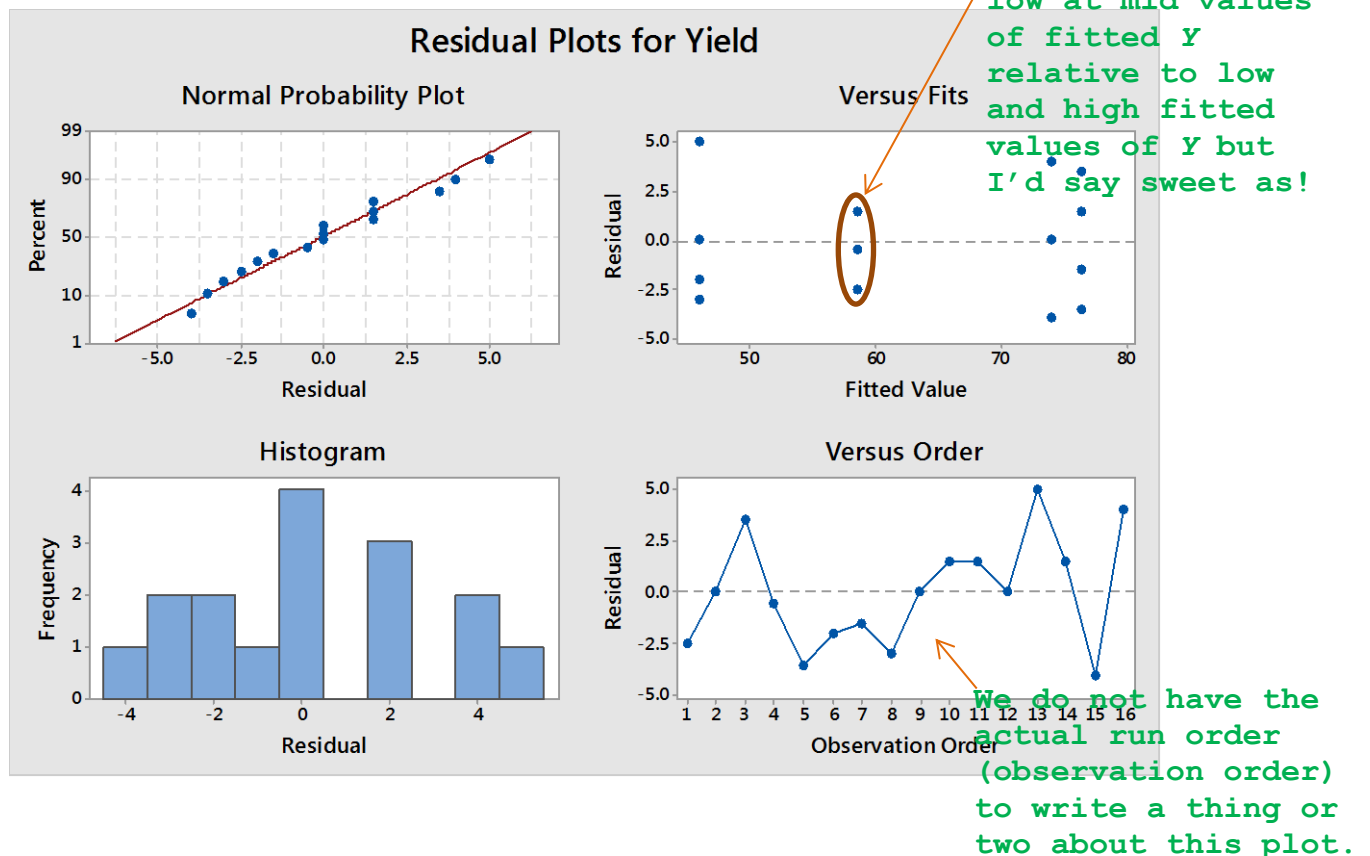 low at mid values
of fitted Y
relative to low
and high fitted
values of Y but
I'd say sweet as!
Residual Plots for Yield
Normal Probability Plot
99
90
50
10
1
Percent
-5.0 -2.5 0.0 2.5 5.0
Residual
Versus Fits
5.0
2.5
0.0
-2.5
-5.0
Residual
50 60 70 80
Fitted Value
Histogram
4
3
2
1
0
Frequency
-4 -2 0 2 4
Residual
Versus Order
5.0
2.5
0.0
-2.5
-5.0
Residual
1 2 3 4 5 6 7 8 9 10 11 12 13 14 15 16
Observation Order
We do not have the
actual run order
(observation order)
to write a thing or
two about this plot.